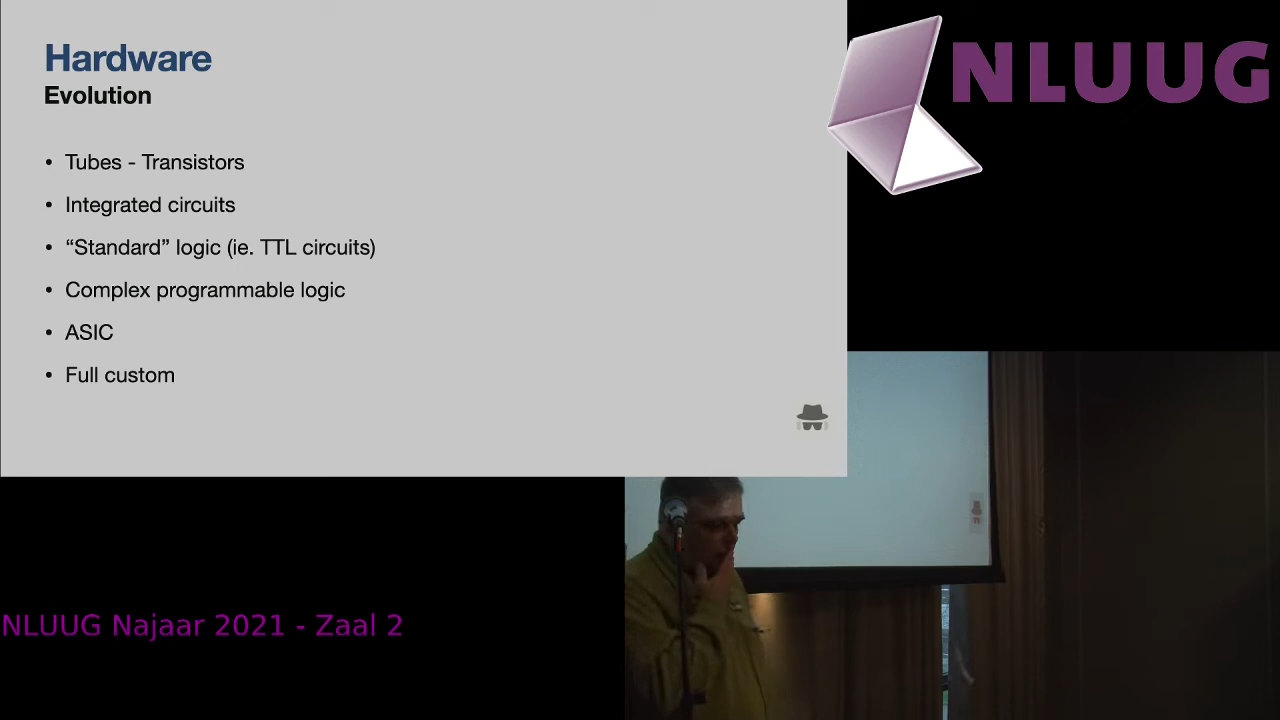 Hardware
Evolution
• Tubes - Transistors
• Integrated circuits
• “Standard” logic (ie. TTL circuits)
• Complex programmable logic
• ASIC
• Full custom
NLUUG
NLUUG Najaar 2021 - Zaal 2